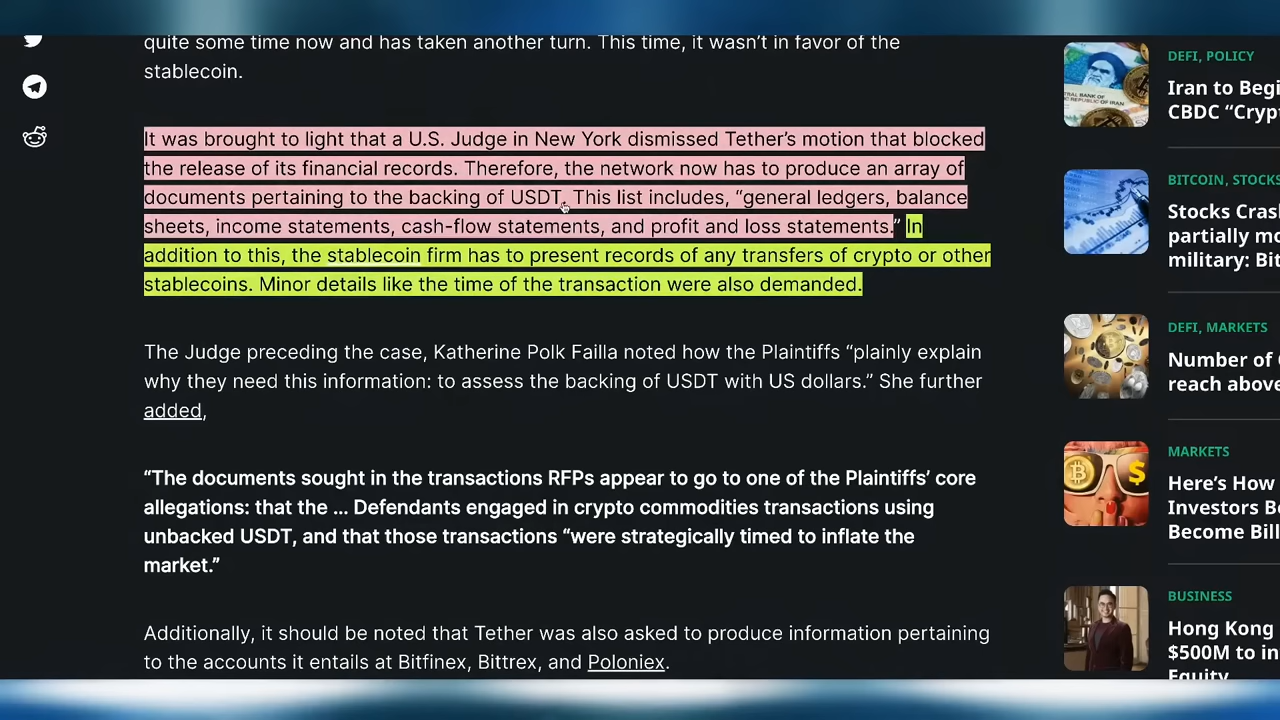 quite some time now and has taken another turn. This time, it wasn't in favor of the
stablecoin.
It was brought to light that a U.S. Judge in New York dismissed Tether's motion that blocked
the release of its financial records. Therefore, the network now has to produce an array of
documents pertaining to the backing of USDT. This list includes, “general ledgers, balance
sheets, income statements, cash-flow statements, and profit and loss statements.” In
addition to this, the stablecoin firm has to present records of any transfers of crypto or other
stablecoins. Minor details like the time of the transaction were also demanded.
The Judge preceding the case, Katherine Polk Failla noted how the Plaintiffs “plainly explain
why they need this information: to assess the backing of USDT with US dollars.” She further
added,
“The documents sought in the transactions RFPs appear to go to one of the Plaintiffs’ core
allegations: that the ... Defendants engaged in crypto commodities transactions using
unbacked USDT, and that those transactions “were strategically timed to inflate the
market.”
Additionally, it should be noted that Tether was also asked to produce information pertaining
to the accounts it entails at Bitfinex, Bittrex, and Poloniex.
DEFI, POLICY
Iran to Begi
CBDC “Cryp
BITCOIN, STOCKS
Stocks Cras
partially mo
military: Bit
DEFI, MARKETS
Number of
reach above
MARKETS
Here's How
Investors Be
Become Bill
BUSINESS
Hong Kong
$500M to in
Equity